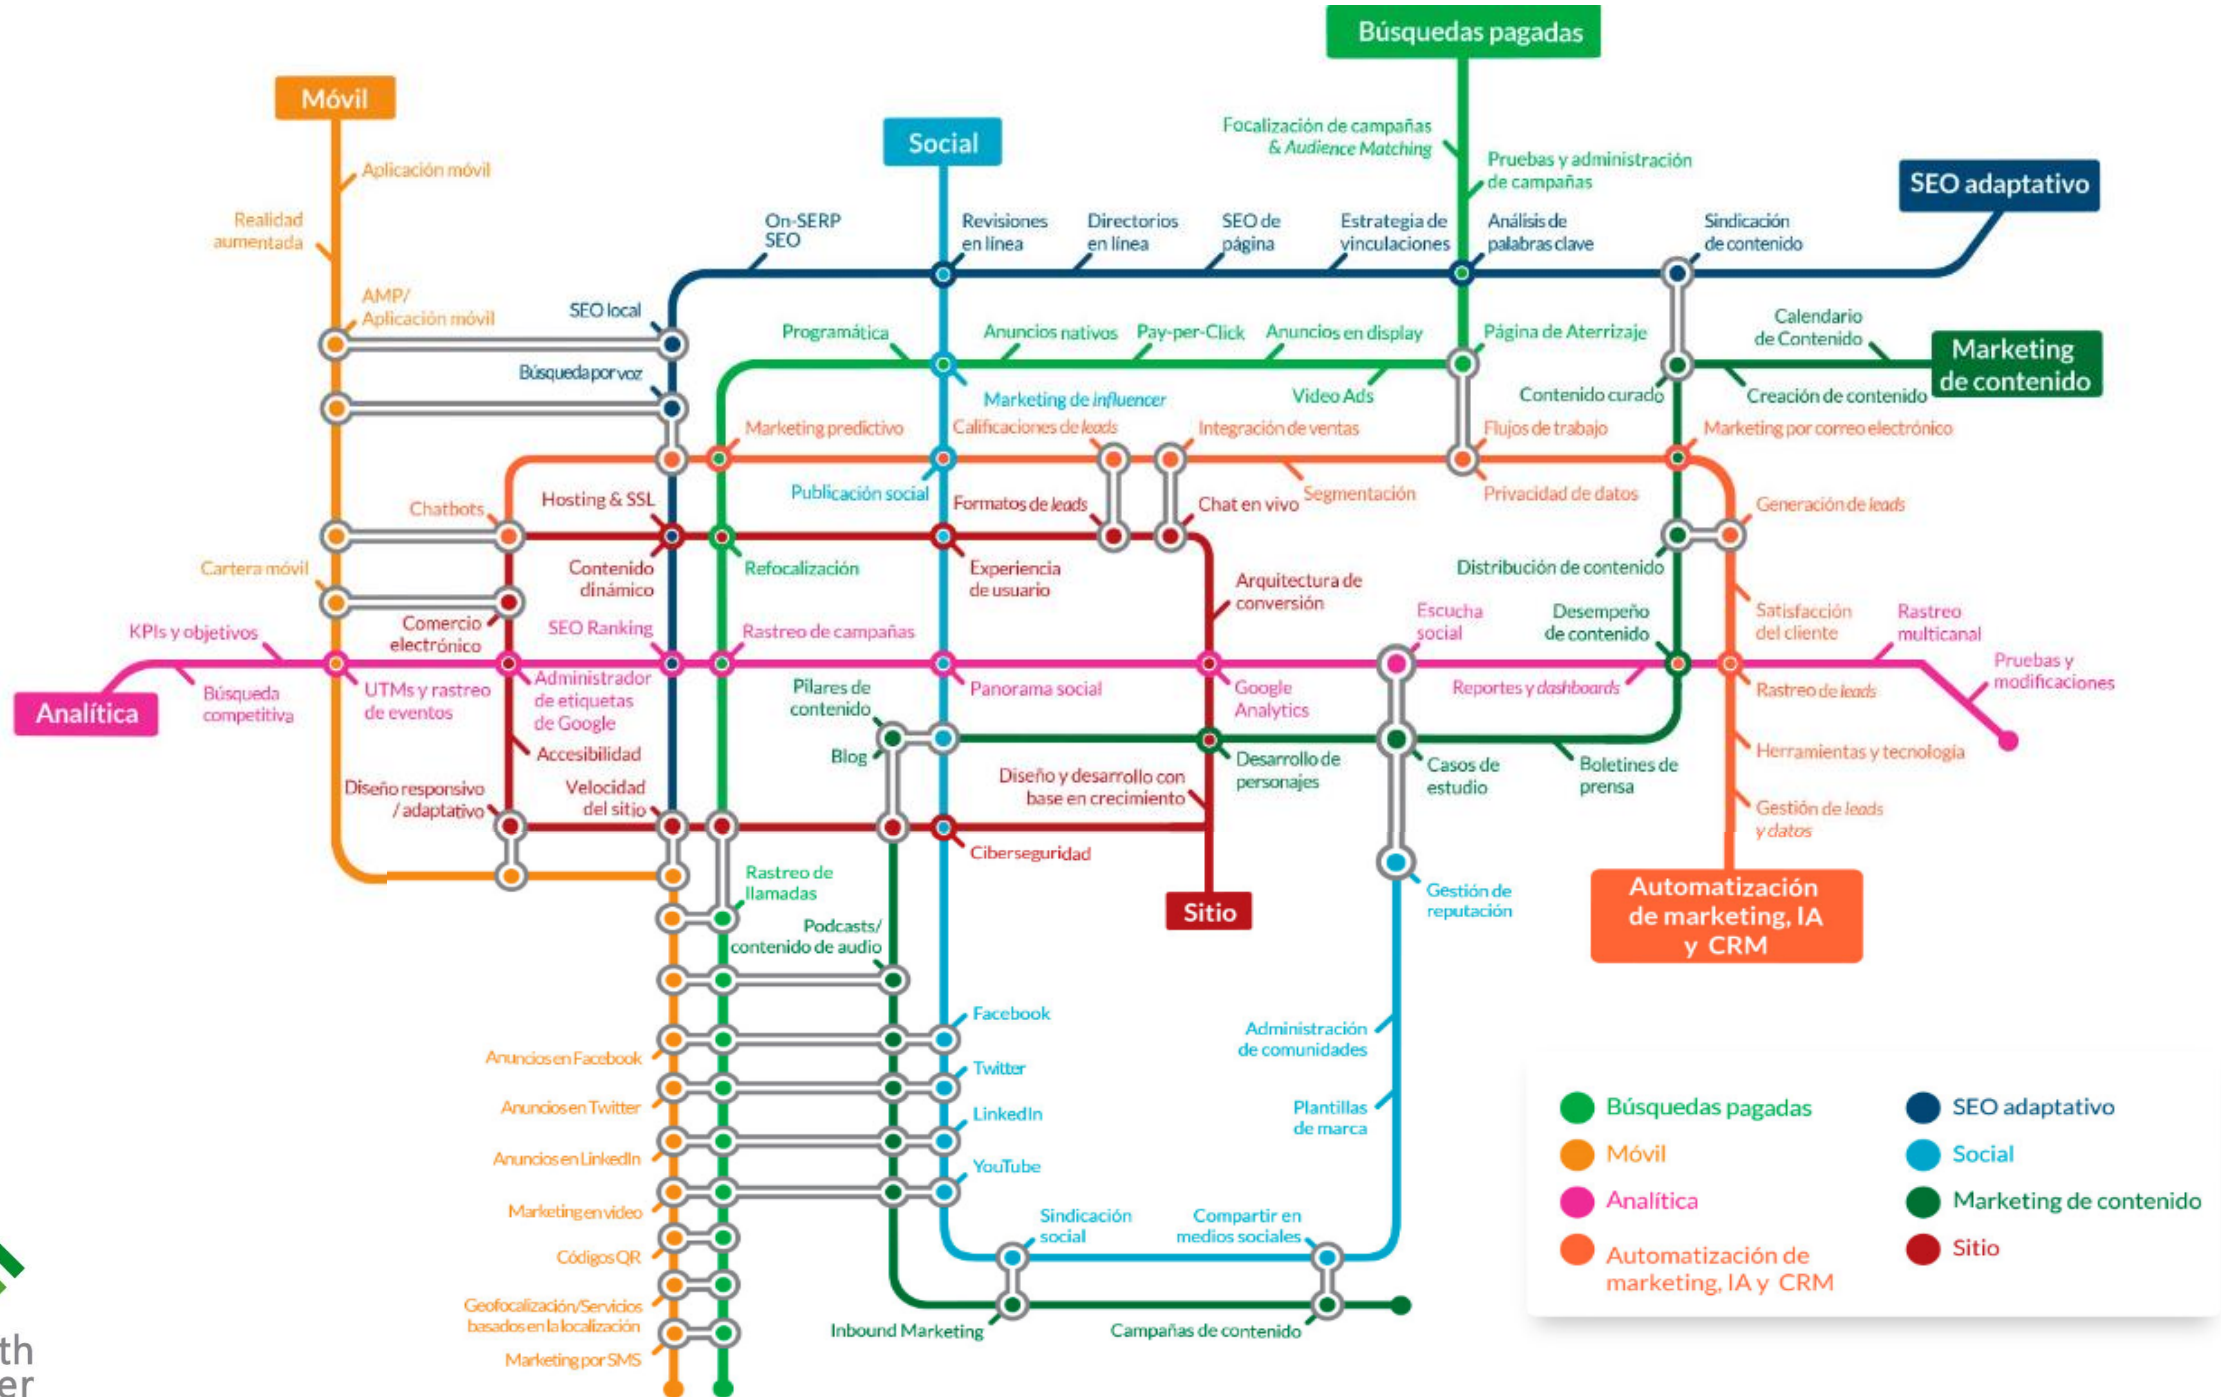 Búsquedas pagadas
Móvil
Social
Focalización de campañas
& Audience Matching
Pruebas y administración
de campañas
Aplicación móvil
SEO adaptativo
Realidad
aumentada
On-SERP
SEO
Revisiones
en línea
Directorios
en línea
SEO de
página
Estrategia de
vinculaciones
Análisis de
palabras clave
Sindicación
de contenido
AMP/
Aplicación móvil
SEO local
Programática
Anuncios nativos
Pay-per-Click
Anuncios en display
Página de Aterrizaje
Calendario
de Contenido
Marketing
de contenido
Búsqueda por voz
Marketing de influencer
Video Ads
Contenido curado
Creación de contenido
Marketing predictivo
Calificaciones de leads
Integración de ventas
Flujos de trabajo
Marketing por correo electrónico
Chatbots
Hosting & SSL
Publicación social
Formatos de leads
Chat en vivo
Segmentación
Privacidad de datos
Generación de leads
Cartera móvil
Contenido
dinámico
Refocalización
Experiencia
de usuario
Arquitectura de
conversión
Distribución de contenido
KPIs y objetivos
Comercio
electrónico
SEO Ranking
Rastreo de campañas
Escucha
social
Desempeño
de contenido
Satisfacción
del cliente
Rastreo
multicanal
Analítica
Búsqueda
competitiva
UTMs y rastreo
de eventos
Administrador
de etiquetas
de Google
Pilares de
contenido
Panorama social
Google
Analytics
Reportes y dashboards
Rastreo de leads
Pruebas y
modificaciones
Accesibilidad
Blog
Desarrollo de
personajes
Casos de
estudio
Boletines de
prensa
Herramientas y tecnología
Diseño responsivo
/ adaptativo
Velocidad
del sitio
Diseño y desarrollo con
base en crecimiento
Gestión de leads
y datos
Ciberseguridad
Rastreo de
llamadas
Sitio
Gestión de
reputación
Automatización
de marketing, IA
y CRM
Podcasts/
contenido de audio
Facebook
Administración
de comunidades
Anuncios en Facebook
Twitter
Anuncios en Twitter
LinkedIn
Plantillas
de marca
Anuncios en LinkedIn
YouTube
Marketing en video
Sindicación
social
Compartir en
medios sociales
Códigos QR
Geofocalización/Servicios
basados en la localización
Inbound Marketing
Campañas de contenido
Marketing por SMS
Búsquedas pagadas
SEO adaptativo
Móvil
Social
Analítica
Marketing de contenido
Automatización de
marketing, IA y CRM
Sitio
th
er